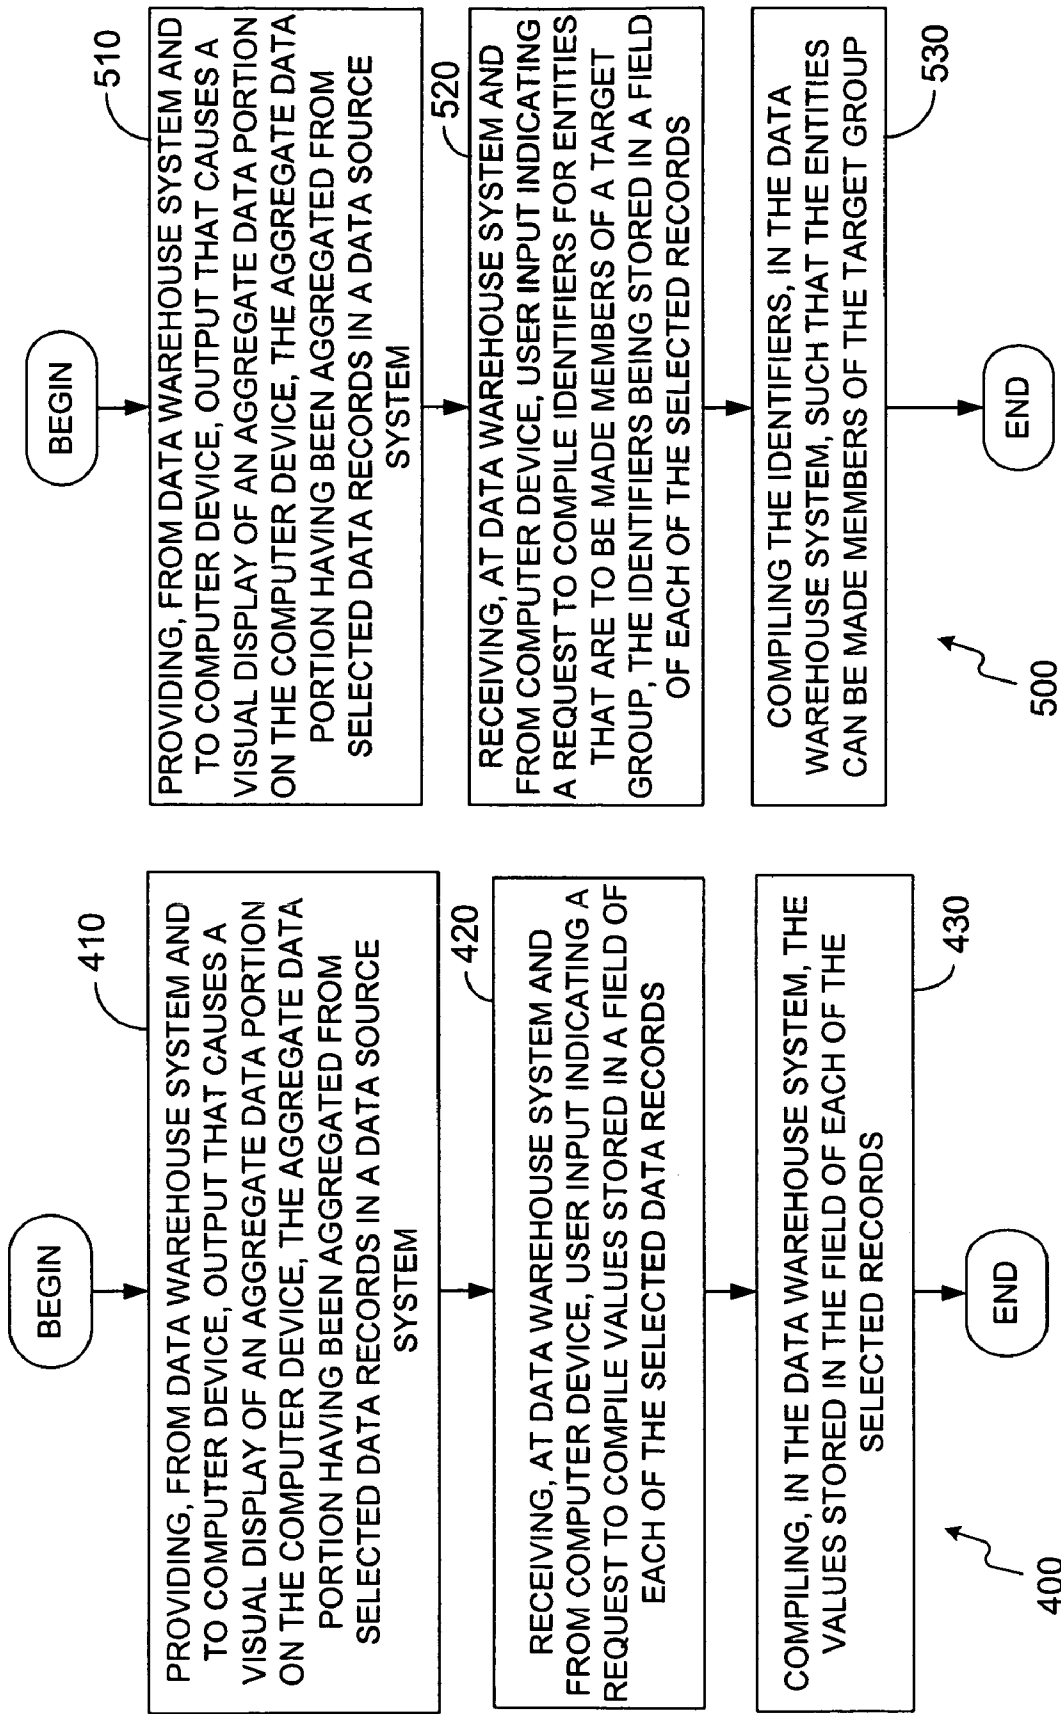 BEGIN
410
PROVIDING, FROM DATA WAREHOUSE SYSTEM AND
TO COMPUTER DEVICE, OUTPUT THAT CAUSES A
VISUAL DISPLAY OF AN AGGREGATE DATA PORTION
ON THE COMPUTER DEVICE, THE AGGREGATE DATA
PORTION HAVING BEEN AGGREGATED FROM
SELECTED DATA RECORDS IN A DATA SOURCE
SYSTEM
420
RECEIVING, AT DATA WAREHOUSE SYSTEM AND
FROM COMPUTER DEVICE, USER INPUT INDICATING A
REQUEST TO COMPILE VALUES STORED IN A FIELD OF
EACH OF THE SELECTED DATA RECORDS
COMPILING, IN THE DATA WAREHOUSE SYSTEM, THE
VALUES STORED IN THE FIELD OF EACH OF THE
SELECTED RECORDS
430
END
400
BEGIN
510
PROVIDING, FROM DATA WAREHOUSE SYSTEM AND
TO COMPUTER DEVICE, OUTPUT THAT CAUSES A
VISUAL DISPLAY OF AN AGGREGATE DATA PORTION
ON THE COMPUTER DEVICE, THE AGGREGATE DATA
PORTION HAVING BEEN AGGREGATED FROM
SELECTED DATA RECORDS IN A DATA SOURCE
SYSTEM
520
RECEIVING, AT DATA WAREHOUSE SYSTEM AND
FROM COMPUTER DEVICE, USER INPUT INDICATING
A REQUEST TO COMPILE IDENTIFIERS FOR ENTITIES
THAT ARE TO BE MADE MEMBERS OF A TARGET
GROUP, THE IDENTIFIERS BEING STORED IN A FIELD
OF EACH OF THE SELECTED RECORDS
COMPILING THE IDENTIFIERS, IN THE DATA
WAREHOUSE SYSTEM, SUCH THAT THE ENTITIES
CAN BE MADE MEMBERS OF THE TARGET GROUP
530
END
500